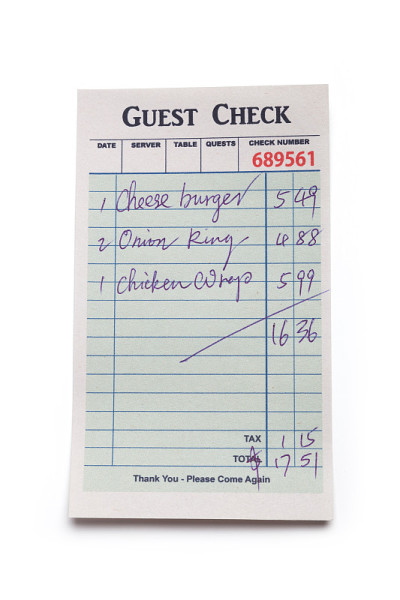 GUEST CHECK
DATE SERVER TABLE QUESTS CHECK NUMBER
689561
1 Cheese burger 5 49
2 Onion Ring 4 88
1 Chicken Wrap 5 99
16 36
TAX 1 15
TOTAL $ 17 51
Thank You - Please Come Again